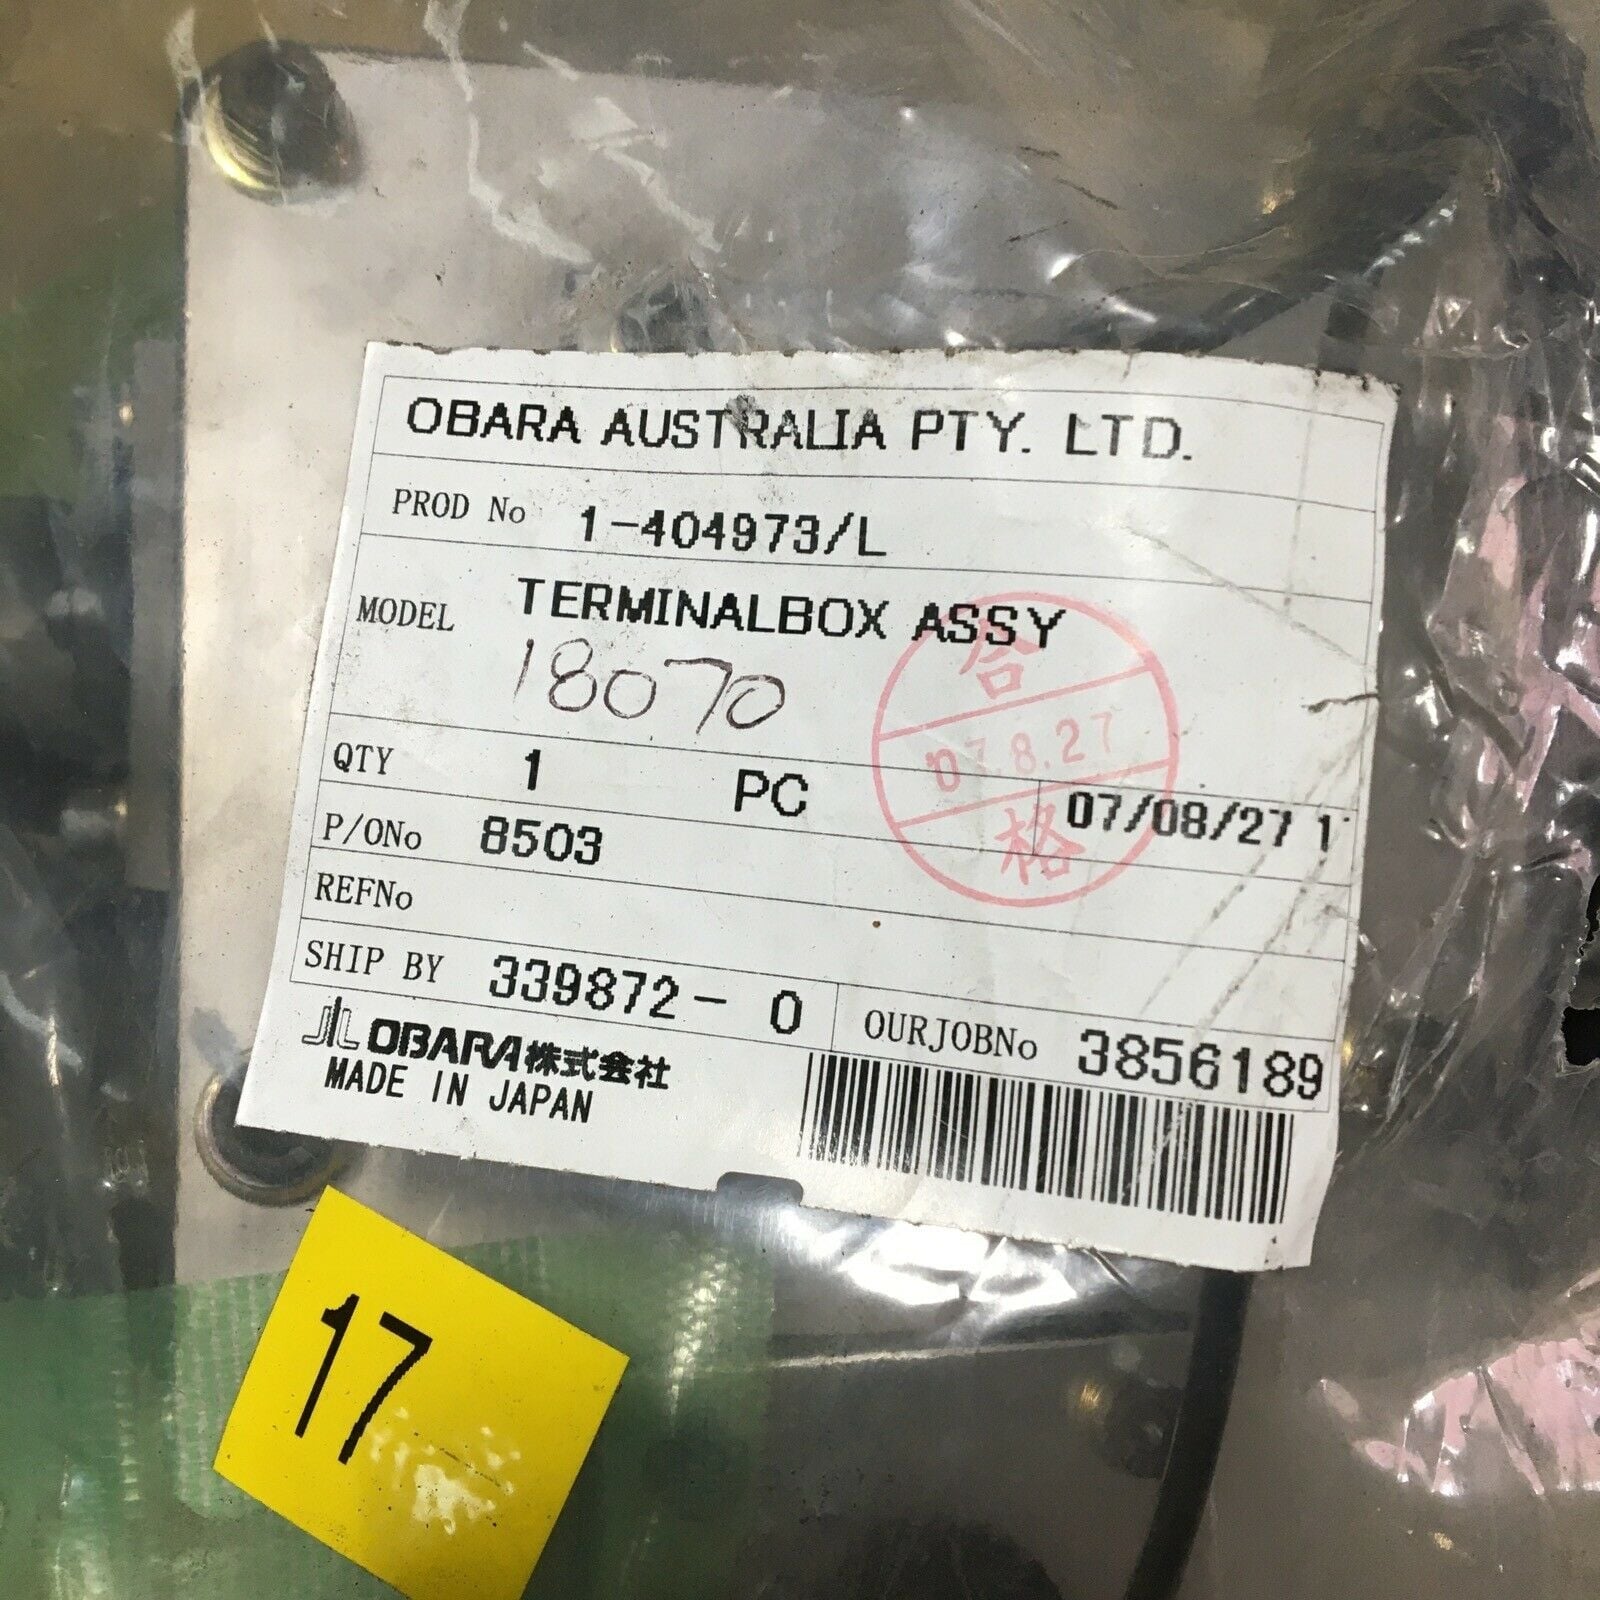 OBARA AUSTRALIA PTY. LTD.
PROD No 1-404973/L
MODEL TERMINALBOX ASSY
18070
合
07.8.27
格
QTY 1 PC 07/08/27 1
P/ONo 8503
REFNo
SHIP BY 339872- 0 OURJOBNo 3856189
OBARA株式会社
MADE IN JAPAN
17